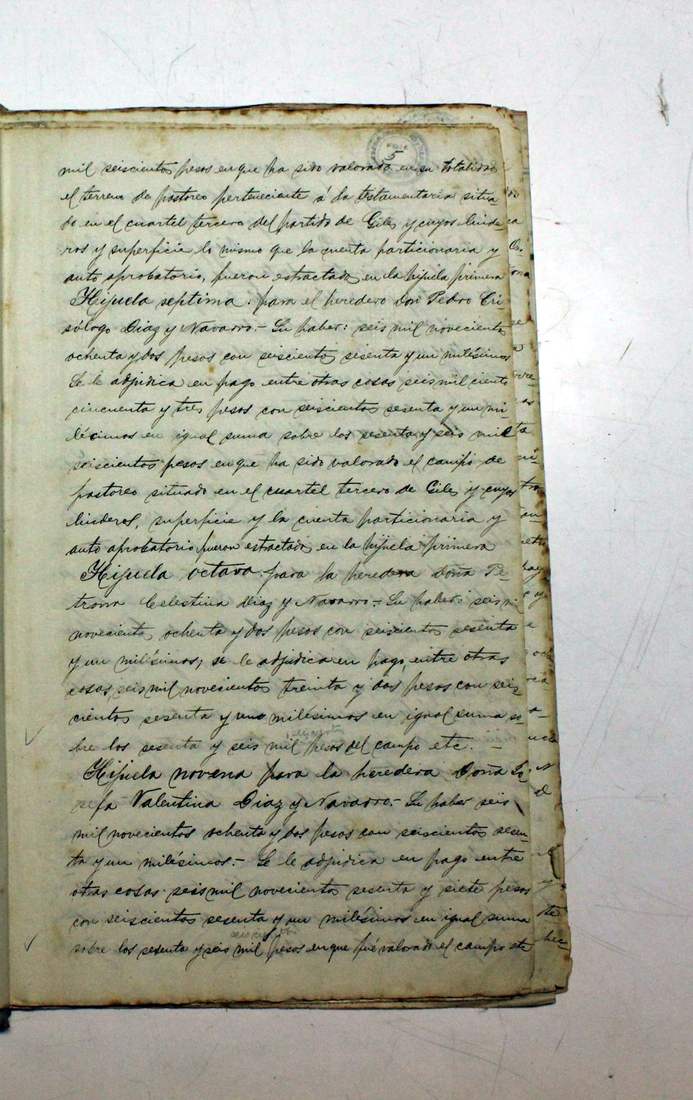 5
mil seiscientos pesos en que ha sido valorado en su totalidad
el terreno de pastoreo perteneciente á la testamentaria situa
do en el cuartel tercero del partido de Giles y cuyos linde
ros y superficie lo mismo que la cuenta particionaria y
auto aprobatorio, fueron estractados en la hijuela primera
Hijuela septima: para el heredero Don Pedro Cri
sólogo Diaz y Navarro.- Su haber: seis mil novecientos
ochenta y dos pesos con seiscientos sesenta y un milésimos
Se le adjudica en pago entre otras cosas seis mil ciento
cincuenta y tres pesos con seiscientos sesenta y un mi
lésimos en igual suma sobre los sesenta y seis mil
seiscientos pesos en que ha sido valorado el campo de
pastoreo situado en el cuartel tercero de Giles y cuyos
linderos, superficie y la cuenta particionaria y
auto aprobatorio fueron estractados en la hijuela primera
Hijuela octava para la heredera Doña Pe-
trona Celestina Diaz y Navarro.- Su haber: seis mil
novecientos ochenta y dos pesos con seiscientos sesenta
y un milésimos; se le adjudica en pago, entre otras
cosas, seis mil novecientos treinta y dos pesos con seis
cientos sesenta y uno milésimos en igual suma so-
bre los sesenta y seis mil pesos del campo etc. -
Hijuela novena para la heredera Doña Jo
sefa Valentina Diaz y Navarro.- Su haber seis
mil novecientos ochenta y dos pesos con seiscientos sesen-
ta y un milésimos.- Se le adjudica en pago entre
otras cosas seis mil novecientos sesenta y siete pesos
con seiscientos sesenta y un milésimos en igual suma
sobre los sesenta y seis mil pesos en que fué valorado el campo etc